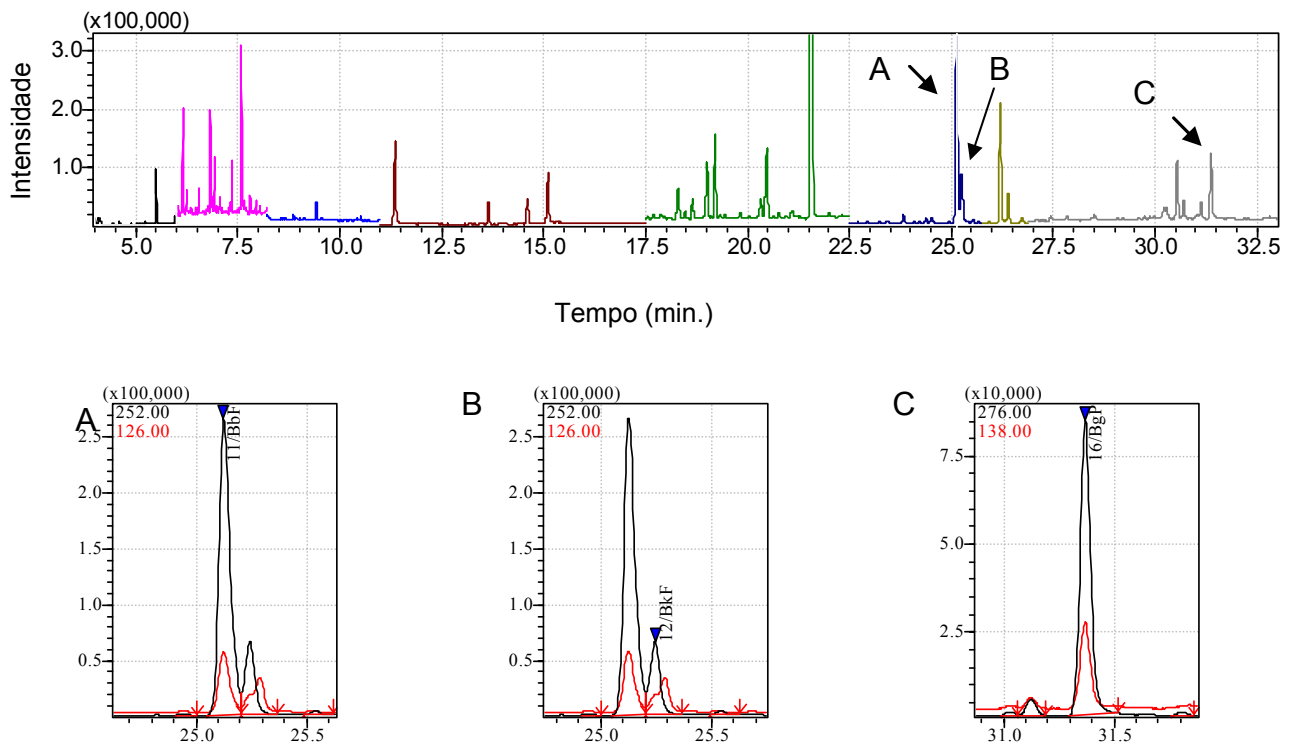 (x100,000)
Intensidade
3.0
2.0
1.0
A
B
C
5.0 7.5 10.0 12.5 15.0 17.5 20.0 22.5 25.0 27.5 30.0 32.5
Tempo (min.)
A
(x100,000)
252.00
126.00
2.5
2.0
1.5
1.0
0.5
11/BbF
25.0 25.5
B
(x100,000)
252.00
126.00
2.5
2.0
1.5
1.0
0.5
12/BkF
25.0 25.5
C
(x10,000)
276.00
138.00
7.5
5.0
2.5
16/BgP
31.0 31.5